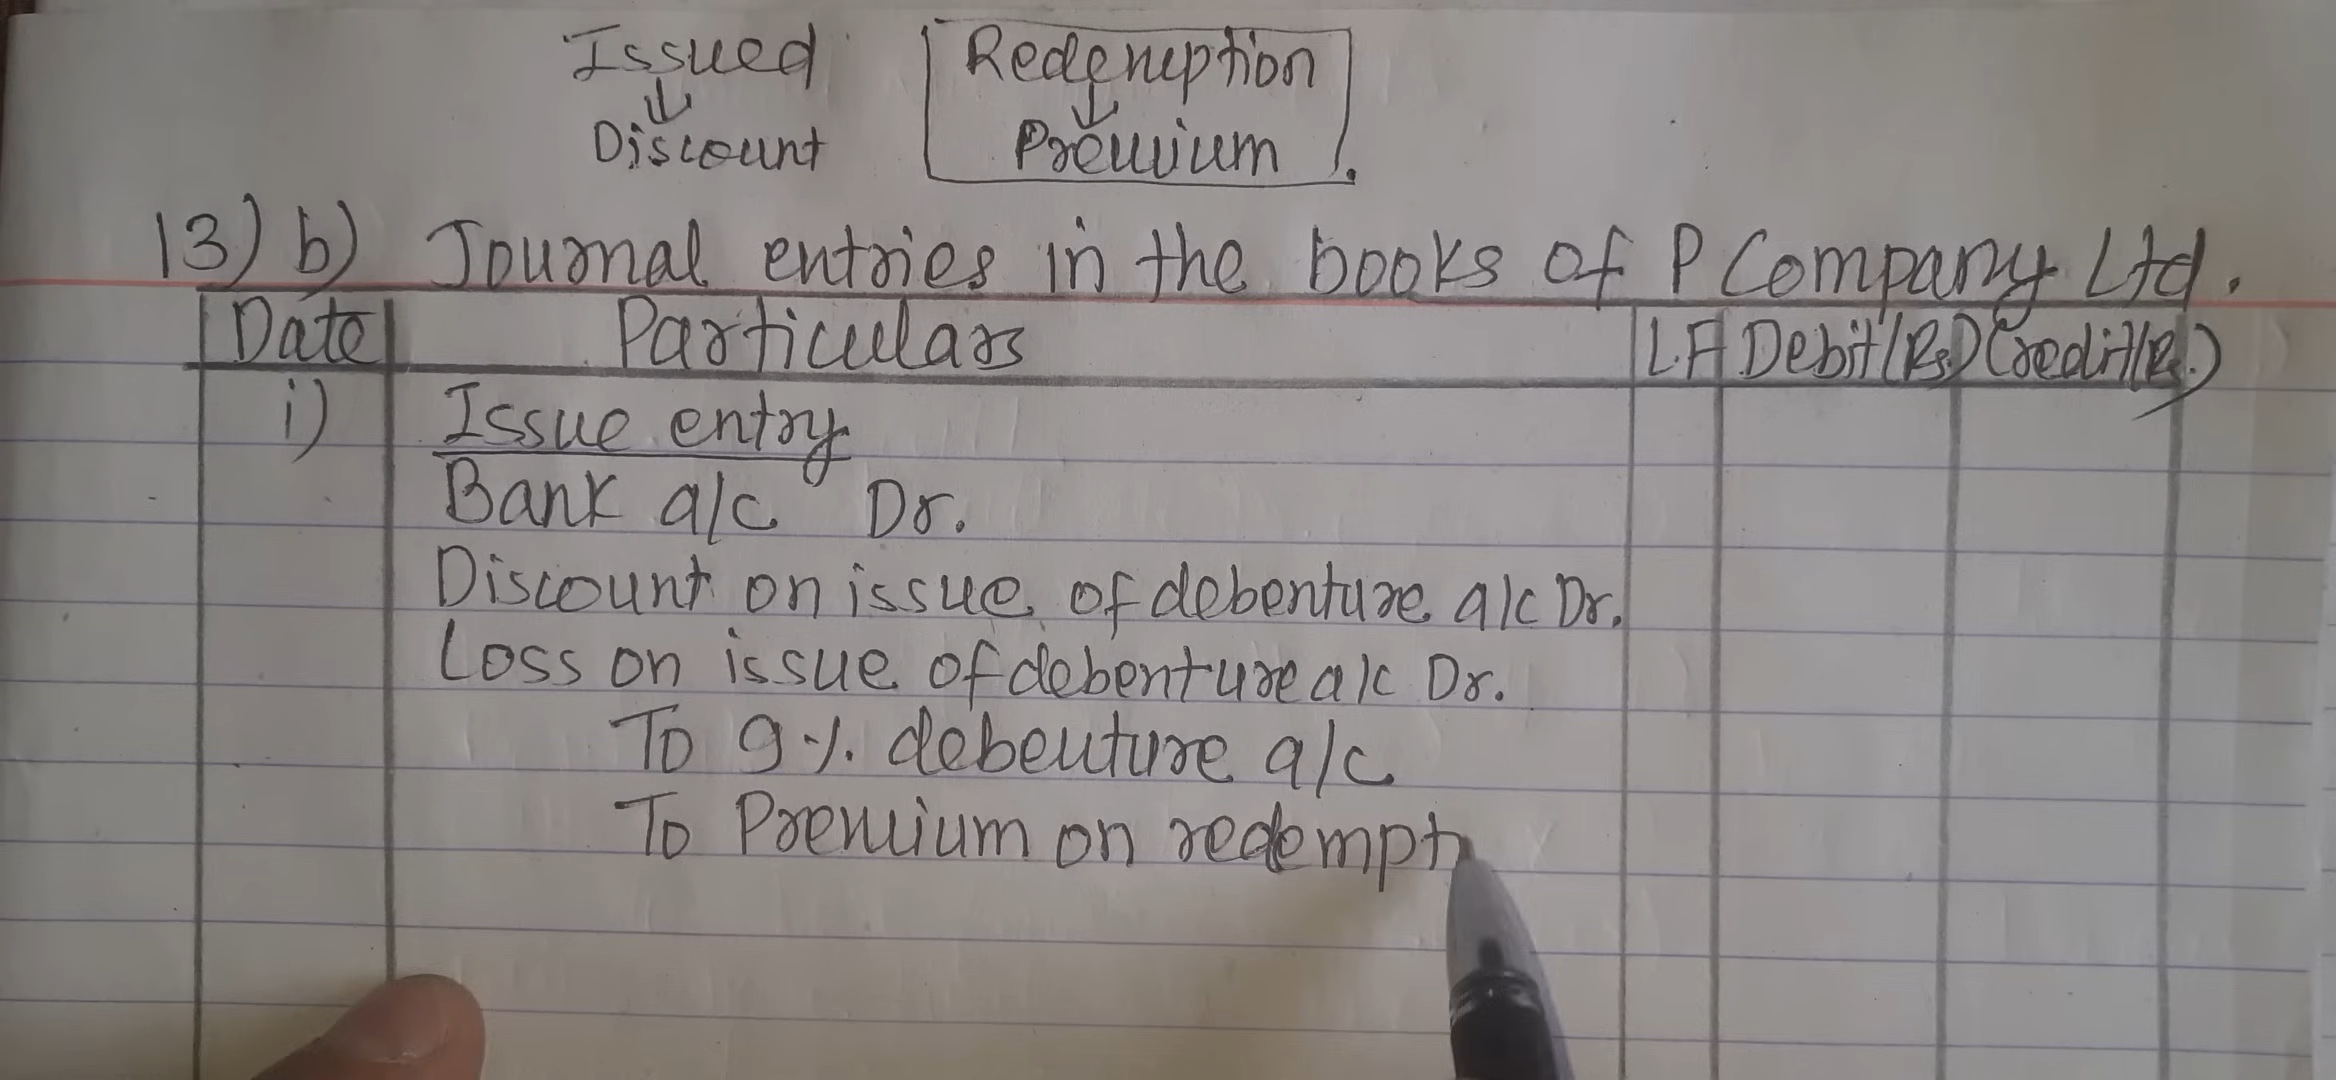 Issued Redemption
Discount Premium.
13) b) Journal entries in the books of P Company Ltd.
Date Particulars LF Debit(Rs.) Credit(Rs.)
i) Issue entry
Bank a/c Dr.
Discount on issue of debenture a/c Dr.
Loss on issue of debenture a/c Dr.
To 9%. debenture a/c
To Premium on redempt